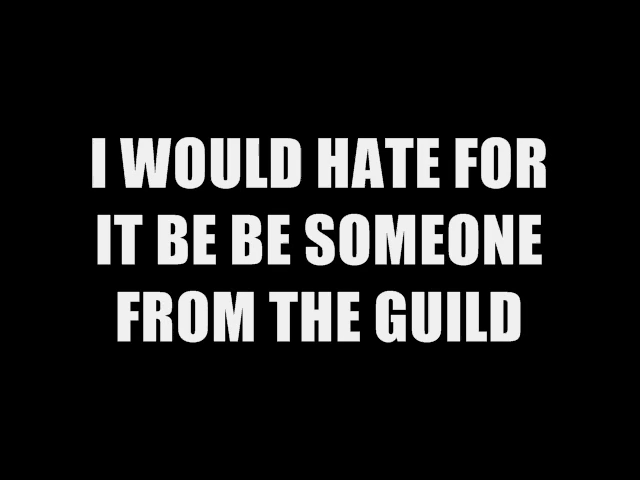 I WOULD HATE FOR
IT BE BE SOMEONE
FROM THE GUILD